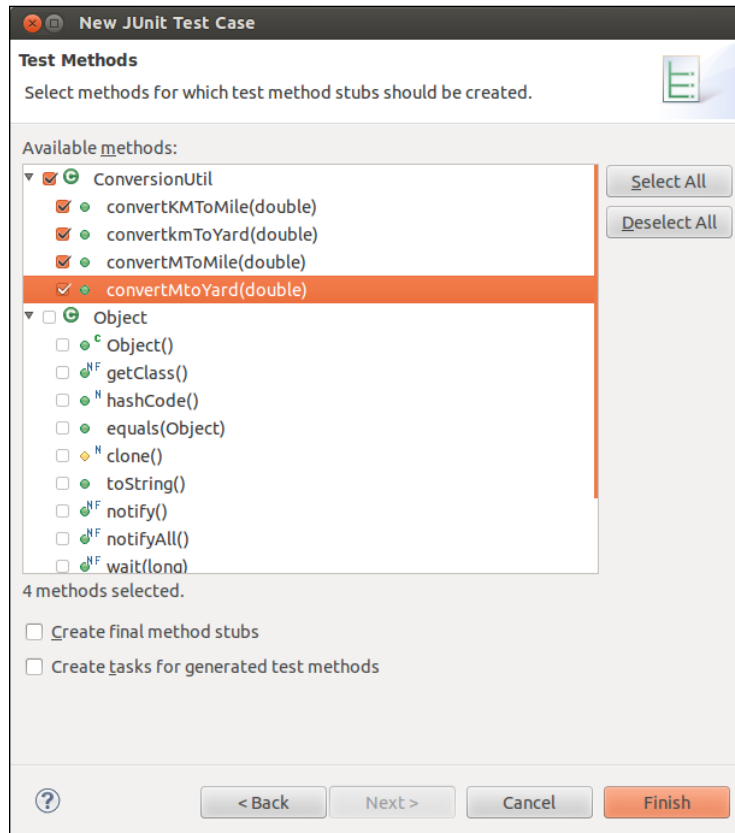 New JUnit Test Case
Test Methods
Select methods for which test method stubs should be created.
Available methods:
C ConversionUtil
convertKMToMile(double)
convertkmToYard(double)
convertMToMile(double)
convertMtoYard(double)
C Object
C Object()
N F getClass()
N hashCode()
equals(Object)
N clone()
toString()
N F notify()
N F notifyAll()
N F wait(long)
Select All
Deselect All
4 methods selected.
Create final method stubs
Create tasks for generated test methods
?
< Back
Next >
Cancel
Finish